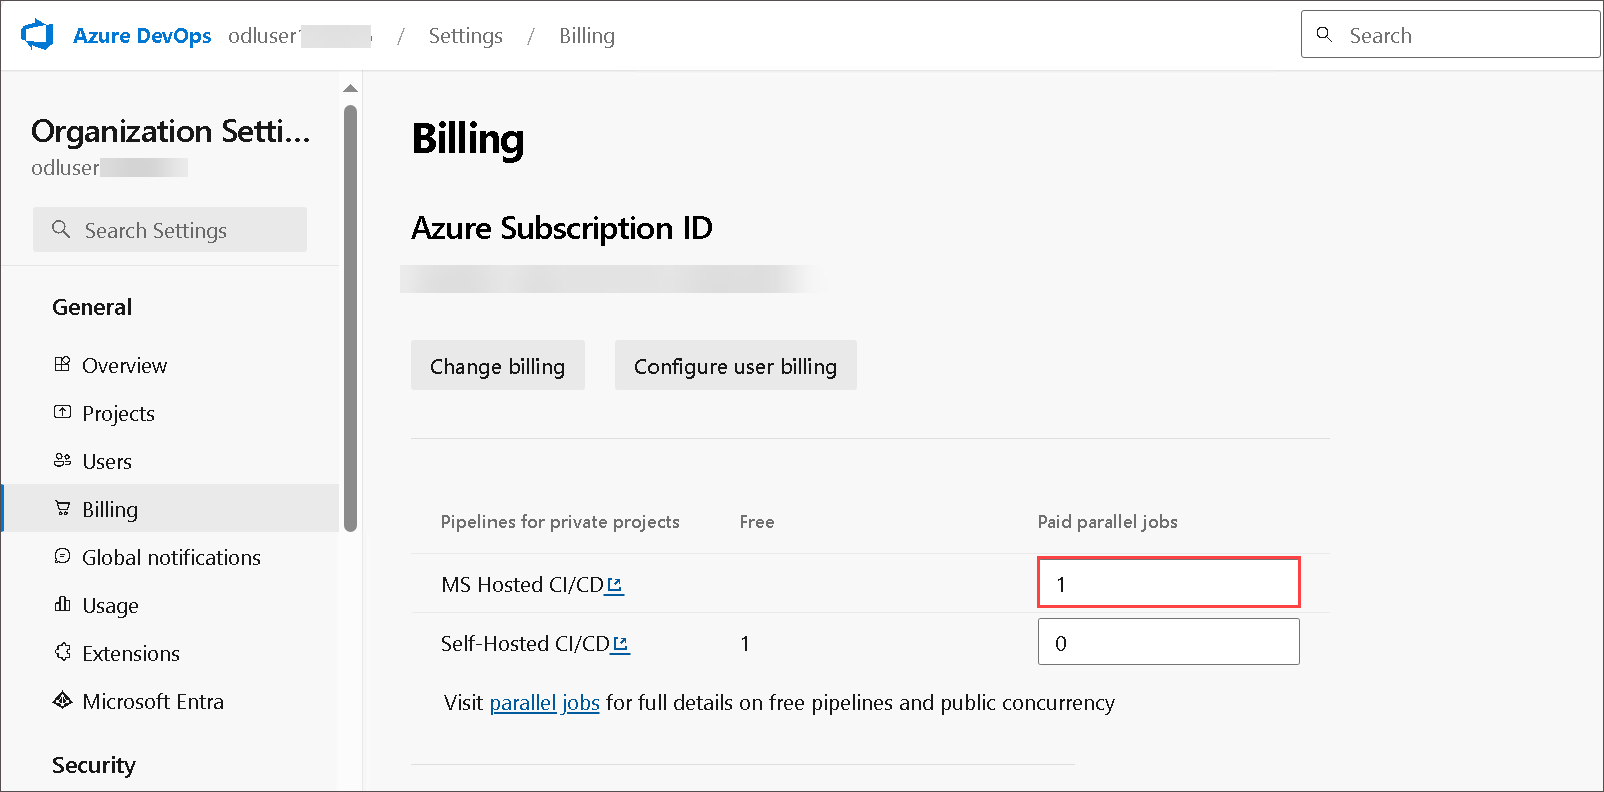 Azure DevOps odluser / Settings / Billing
Search
Organization Setti...
odluser
Search Settings
General
Overview
Projects
Users
Billing
Global notifications
Usage
Extensions
Microsoft Entra
Security
Billing
Azure Subscription ID
Change billing Configure user billing
Pipelines for private projects Free Paid parallel jobs
MS Hosted CI/CD 1
Self-Hosted CI/CD 1 0
Visit parallel jobs for full details on free pipelines and public concurrency